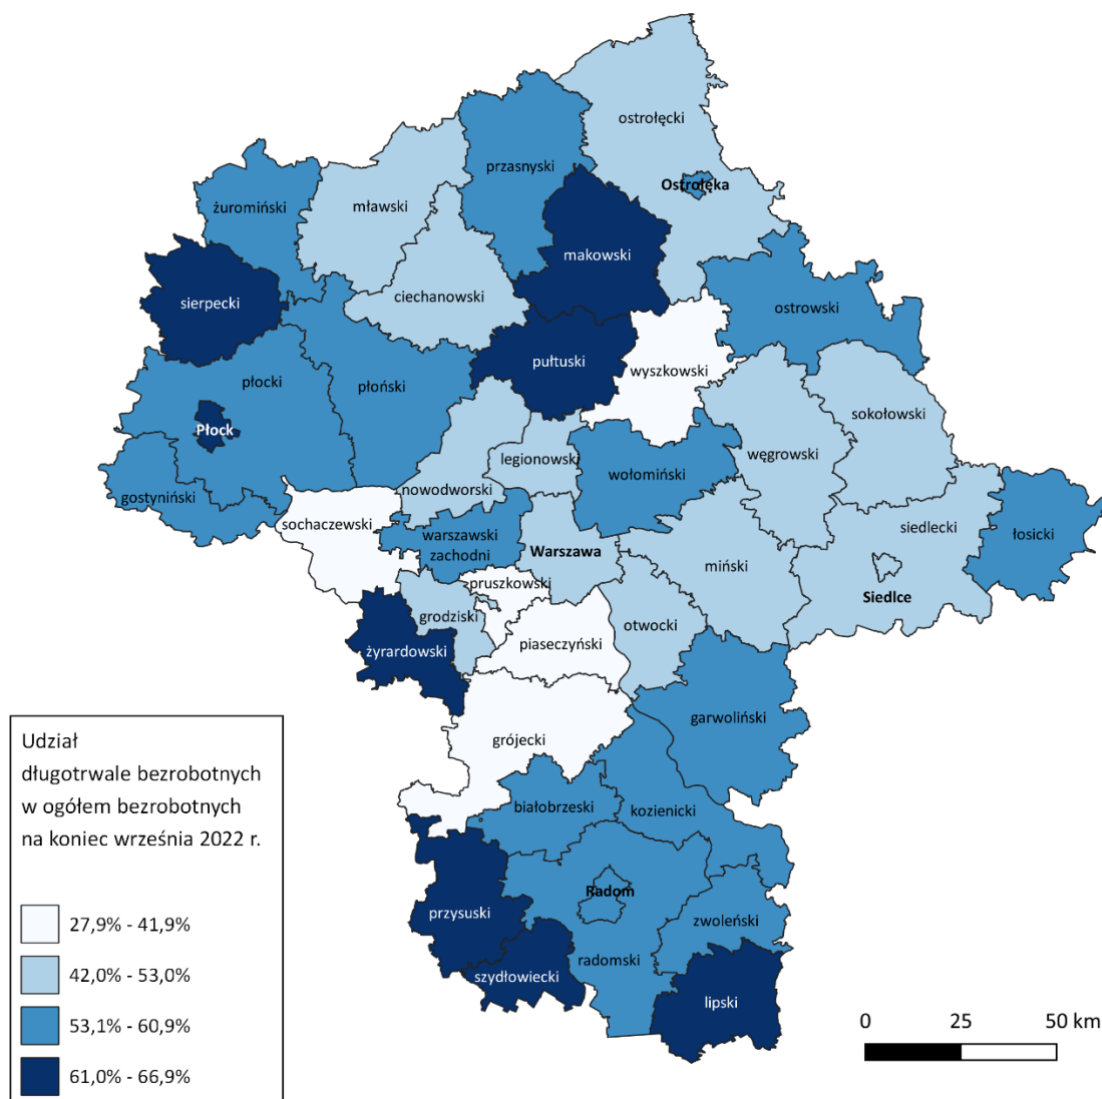 ostrołęcki
przasnyski
Ostrołęka
żuromiński
mławski
makowski
sierpecki
ciechanowski
ostrowski
pułtuski
wyszkowski
płocki
płoński
sokołowski
Płock
legionowski
węgrowski
wołomiński
gostyniński
nowodworski
sochaczewski
siedlecki
warszawski
zachodni
Warszawa
łosicki
miński
pruszkowski
Siedlce
grodziski
otwocki
piaseczyński
żyrardowski
garwoliński
grójecki
białobrzeski
kozienicki
Radom
przysuski
zwoleński
radomski
szydłowiecki
lipski
Udział
długotrwale bezrobotnych
w ogółem bezrobotnych
na koniec września 2022 r.
27,9% - 41,9%
42,0% - 53,0%
53,1% - 60,9%
61,0% - 66,9%
0 25 50 km